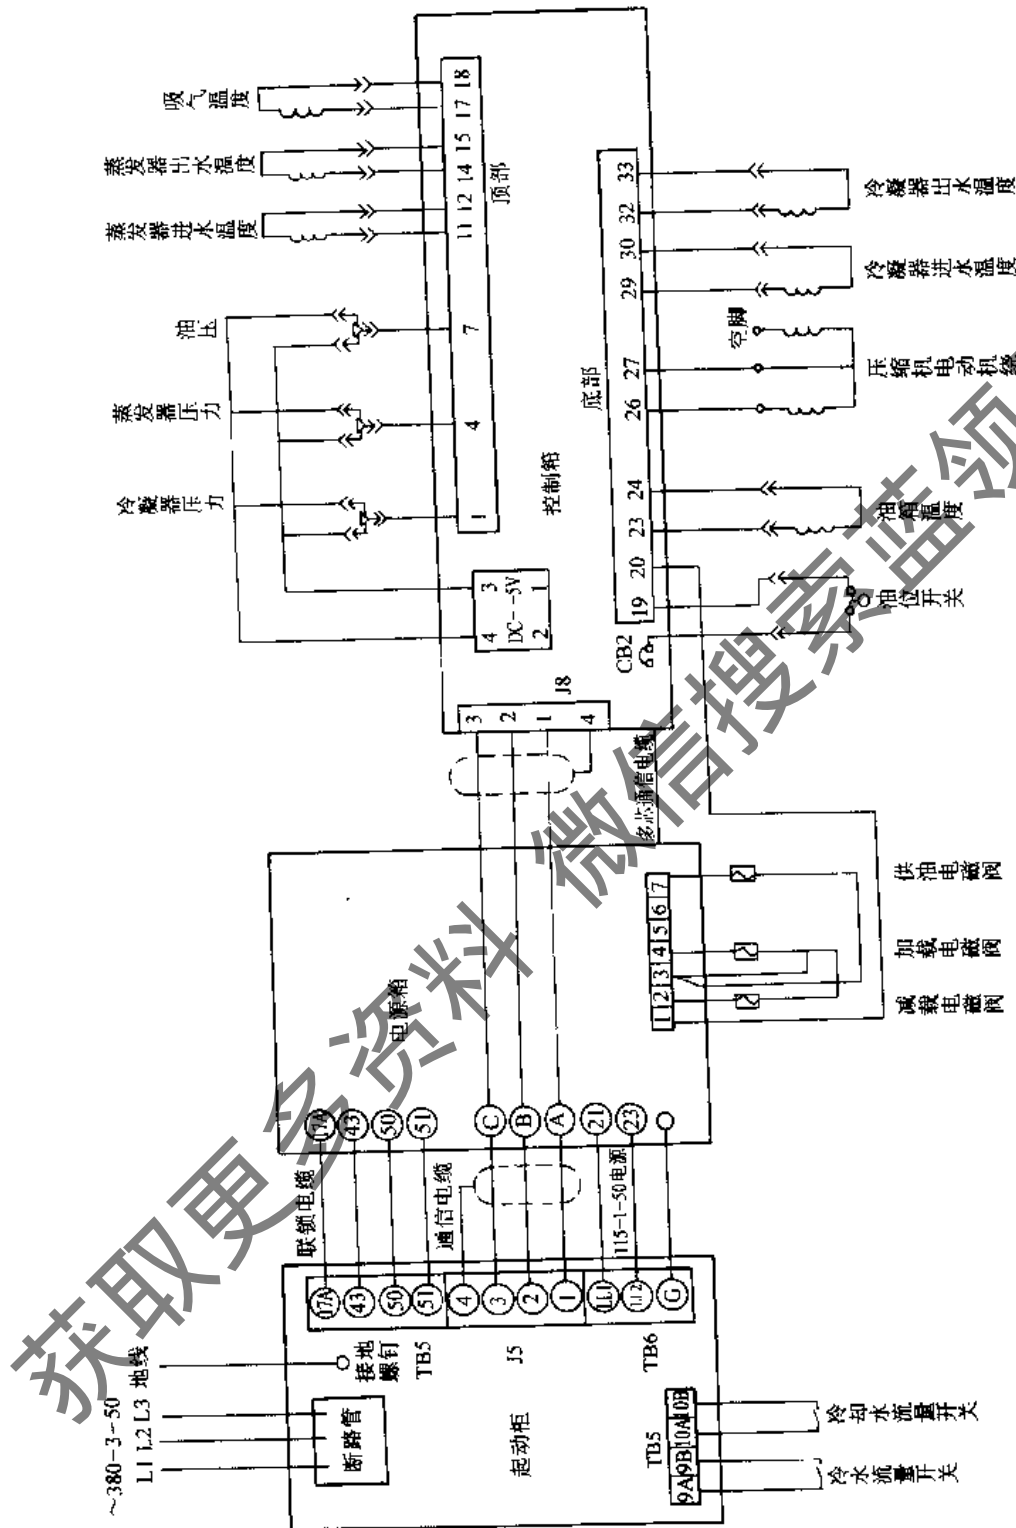 吸气温度
蒸发器出水温度
蒸发器进水温度
油压
蒸发器压力
冷凝器压力
18
17
15
14
12
11
7
4
1
顶部
控制箱
3 1
DC--5V
4 2
J8
3
2
1
4
底部
33
32
30
29
27
26
24
23
20
19
CB2
冷凝器出水温度
冷凝器进水温度
空脚
压缩机电动机绕
油箱温度
油位开关
多芯通信电缆
电源箱
17A
43
50
51
C
B
A
21
23
1 2 3 4 5 6 7
供油电磁阀
加载电磁阀
减载电磁阀
联锁电缆
通信电缆
115-1-50电源
17A
43
50
51
4
3
2
1
G
TB5
J5
TB6
接地
螺钉
地线
~380-3-50
L1 L2 L3
断路管
起动柜
TB5
9A 9B 10A 10B
冷却水流量开关
冷水流量开关
获取更多资料 微信搜索蓝领